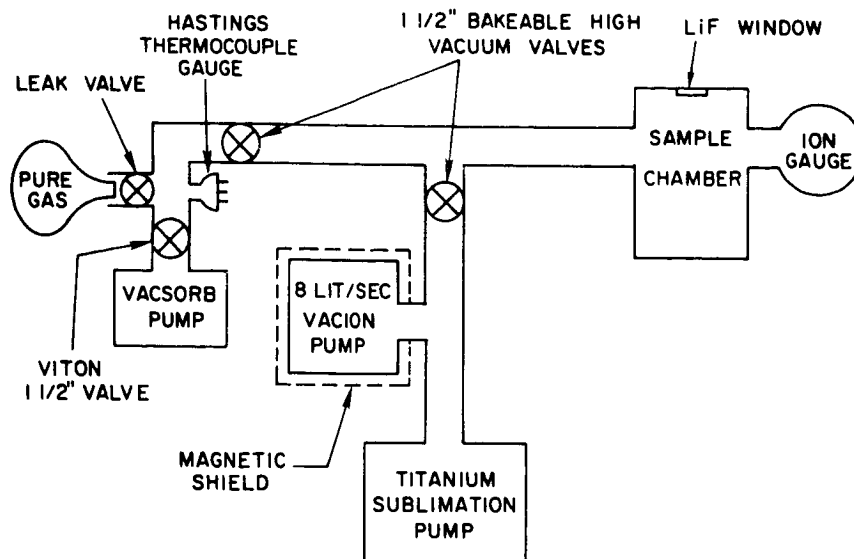 HASTINGS
THERMOCOUPLE
GAUGE
1 1/2" BAKEABLE HIGH
VACUUM VALVES
LiF WINDOW
LEAK VALVE
PURE
GAS
SAMPLE
CHAMBER
ION
GAUGE
VACSORB
PUMP
8 LIT/SEC
VACION
PUMP
VITON
1 1/2" VALVE
MAGNETIC
SHIELD
TITANIUM
SUBLIMATION
PUMP